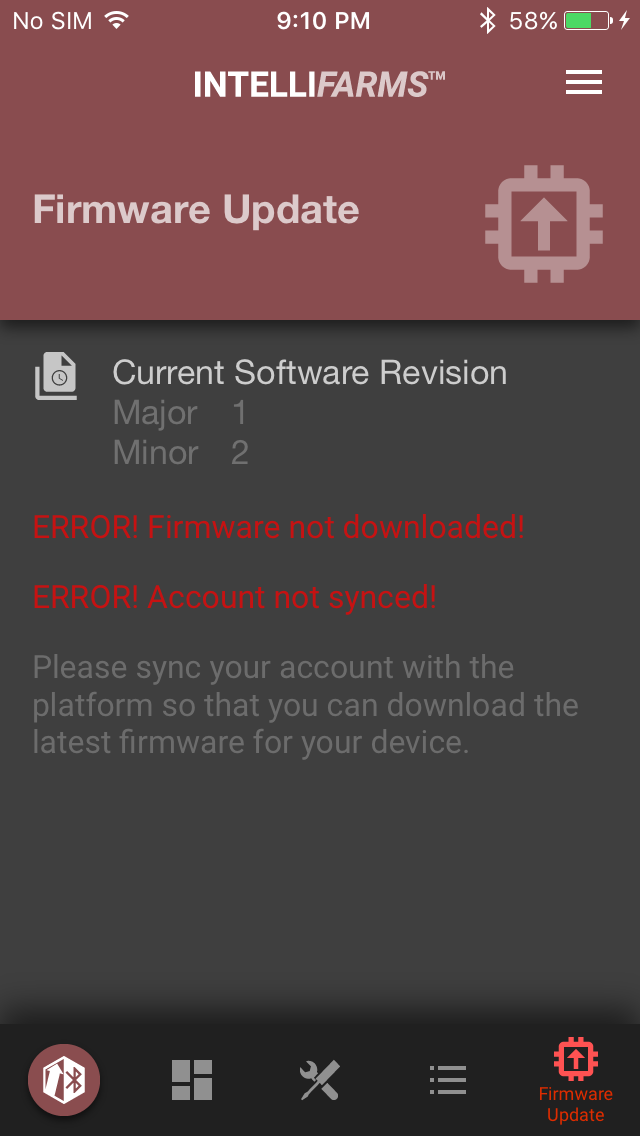 No SIM 9:10 PM 58%
INTELLIFARMS™
Firmware Update
Current Software Revision
Major 1
Minor 2
ERROR! Firmware not downloaded!
ERROR! Account not synced!
Please sync your account with the
platform so that you can download the
latest firmware for your device.
Firmware
Update